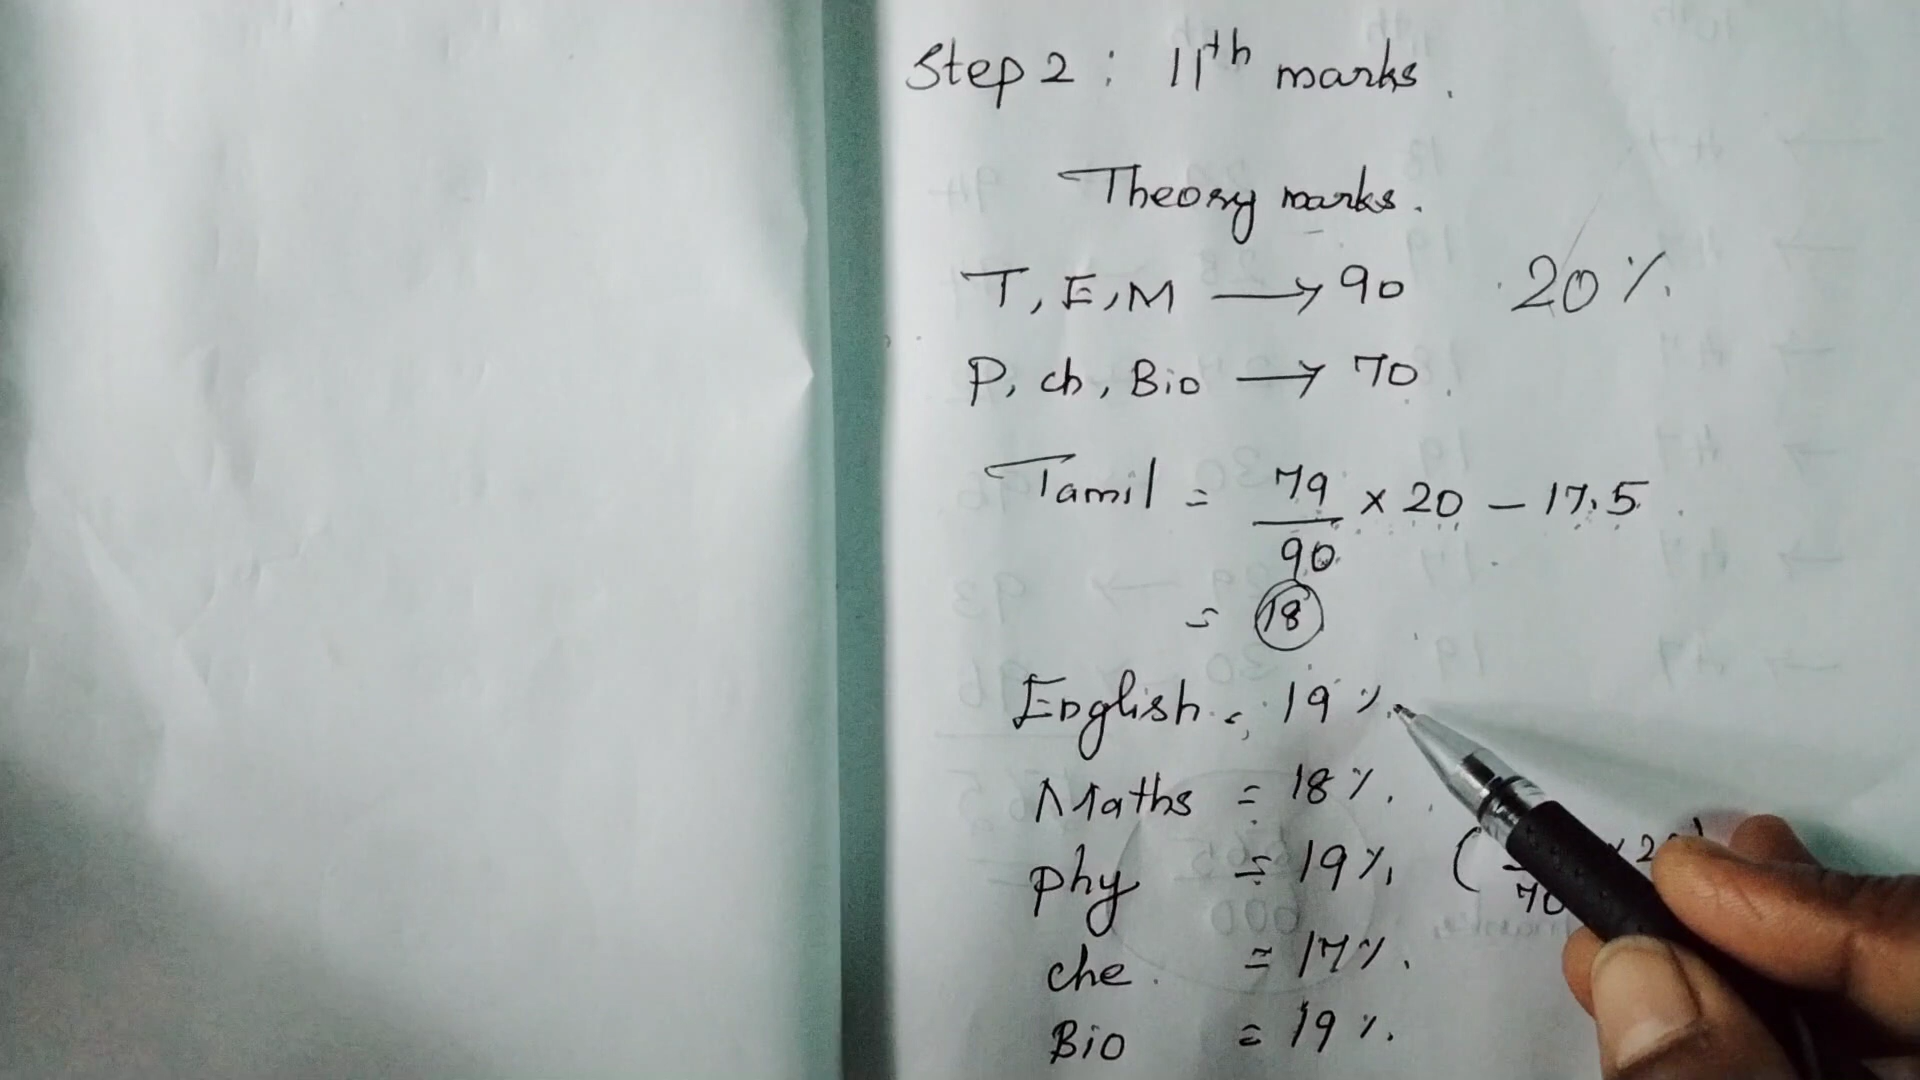 Step 2 : 11th marks.
Theory marks.
T, E, M → 90 20%
P, ch, Bio → 70
Tamil = 79/90 × 20 – 17.5
= 18
English = 19%.
Maths = 18%.
Phy = 19% ( 70
che. = 17%.
Bio = 19%.